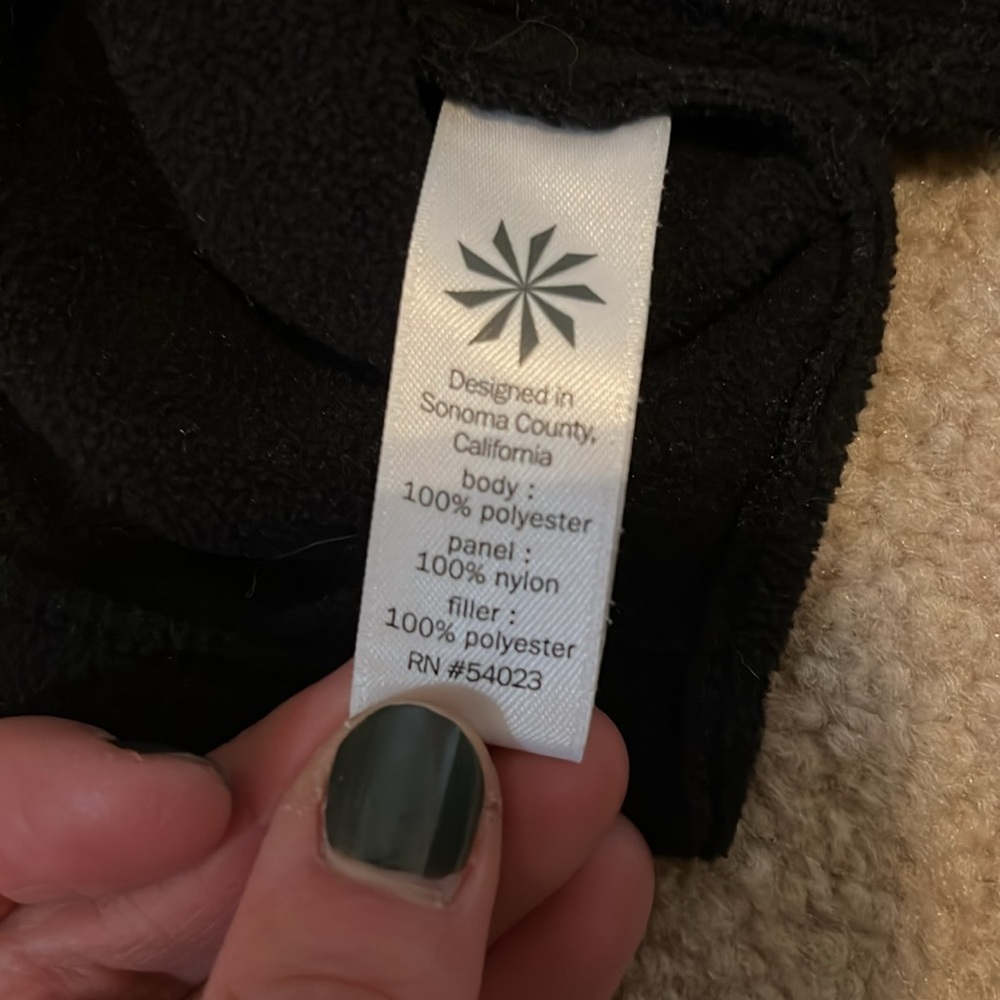 Designed in
Sonoma County,
California
body :
100% polyester
panel :
100% nylon
filler :
100% polyester
RN #54023